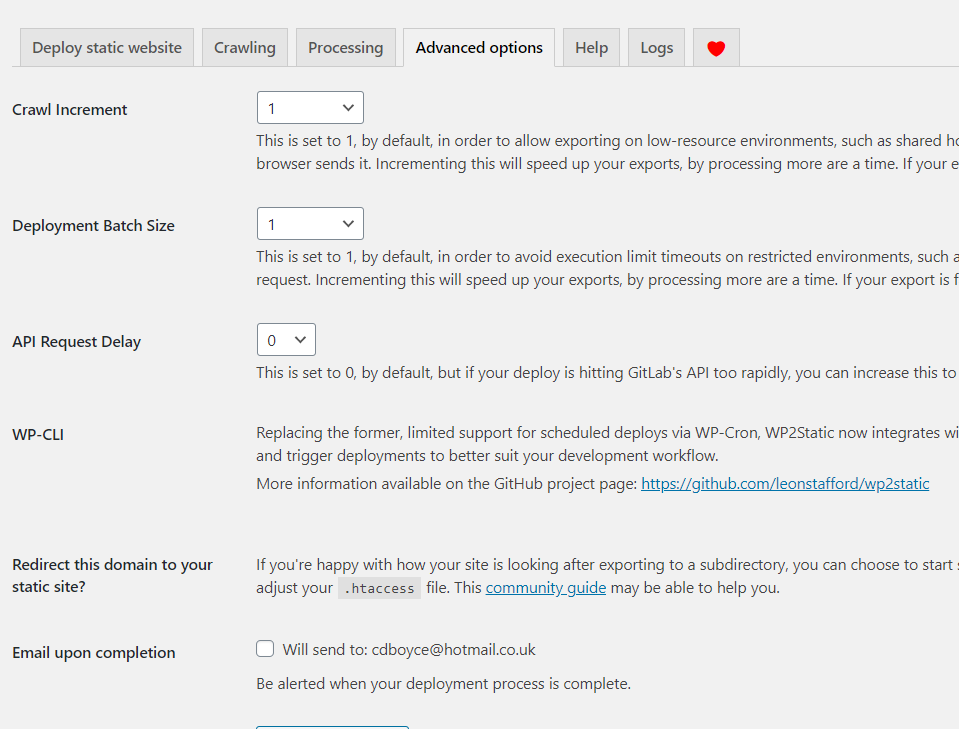 Deploy static website
Crawling
Processing
Advanced options
Help
Logs
Crawl Increment
1
This is set to 1, by default, in order to allow exporting on low-resource environments, such as shared
browser sends it. Incrementing this will speed up your exports, by processing more are a time. If your
Deployment Batch Size
1
This is set to 1, by default, in order to avoid execution limit timeouts on restricted environments, such a
request. Incrementing this will speed up your exports, by processing more are a time. If your export is
API Request Delay
0
This is set to 0, by default, but if your deploy is hitting GitLab's API too rapidly, you can increase this to
WP-CLI
Replacing the former, limited support for scheduled deploys via WP-Cron, WP2Static now integrates
and trigger deployments to better suit your development workflow.
More information available on the GitHub project page: https://github.com/leonstafford/wp2static
Redirect this domain to your
static site?
If you're happy with how your site is looking after exporting to a subdirectory, you can choose to start
adjust your .htaccess file. This community guide may be able to help you.
Email upon completion
Will send to: cdboyce@hotmail.co.uk
Be alerted when your deployment process is complete.